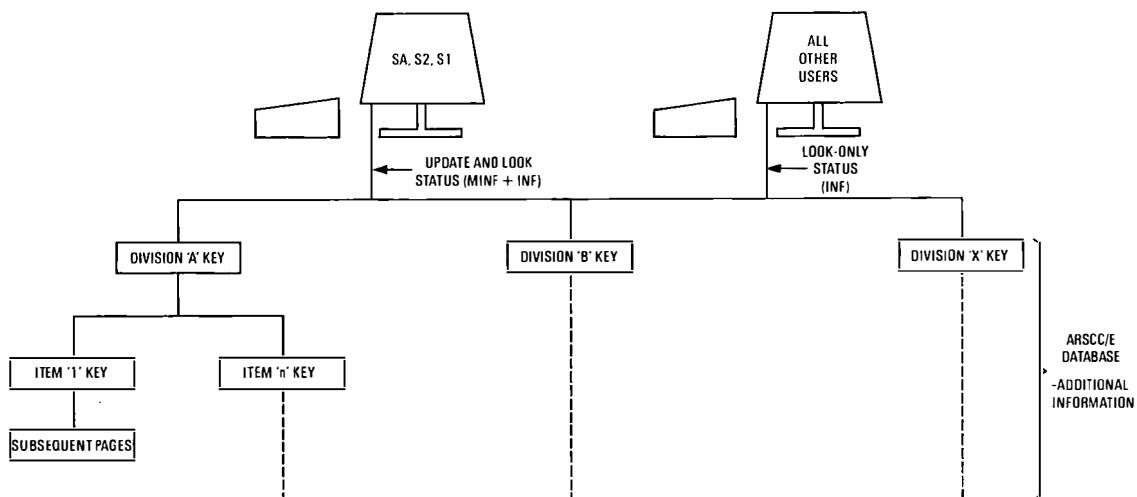 SA, S2, S1
ALL
OTHER
USERS
UPDATE AND LOOK
STATUS (MINF + INF)
LOOK-ONLY
STATUS
(INF)
DIVISION 'A' KEY
DIVISION 'B' KEY
DIVISION 'X' KEY
ITEM '1' KEY
ITEM 'n' KEY
SUBSEQUENT PAGES
ARSCC/E
DATABASE
-ADDITIONAL
INFORMATION